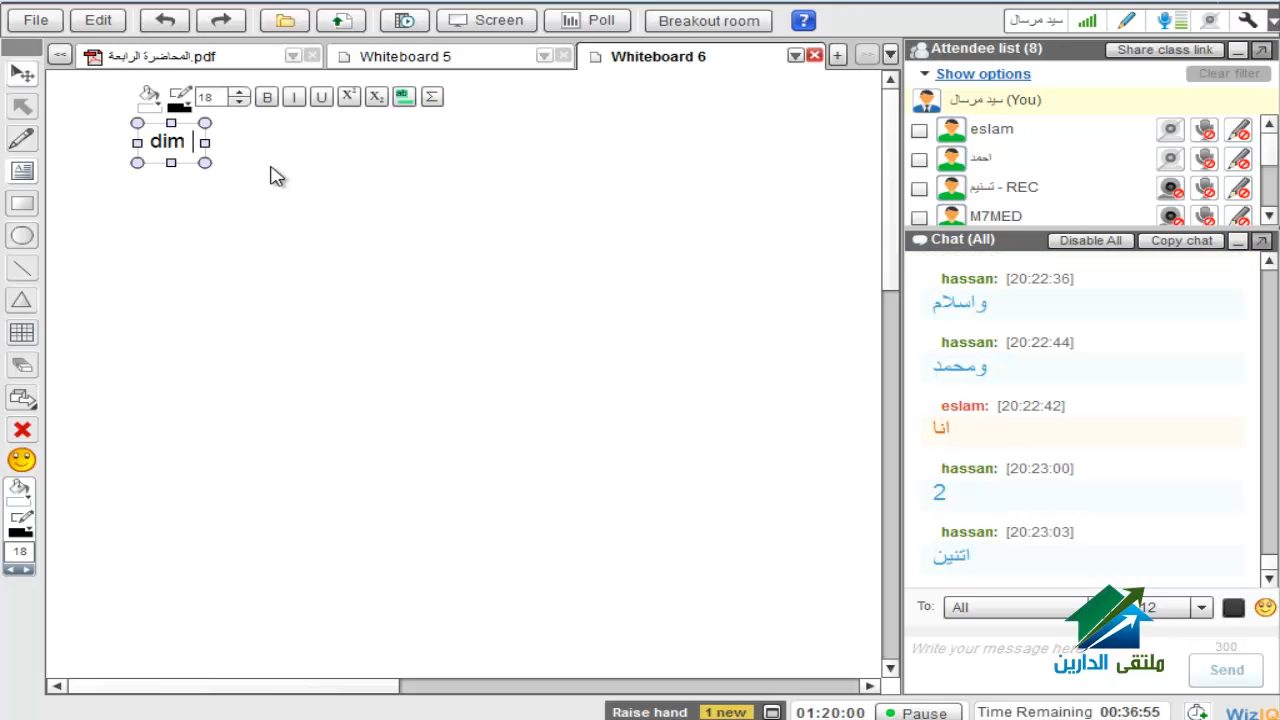 File Edit Screen Poll Breakout room ? سيد مرسال
<< المحاضرة الرابعة.pdf Whiteboard 5 Whiteboard 6 + >>
Attendee list (8) Share class link
Show options Clear filter
سيد مرسال (You)
eslam
احمد
تسنيم - REC
M7MED
18 B I U X² X₂ ab Σ
dim
18
Chat (All) Disable All Copy chat
hassan: [20:22:36]
واسلام
hassan: [20:22:44]
ومحمد
eslam: [20:22:42]
انا
hassan: [20:23:00]
2
hassan: [20:23:03]
اتنين
To: All 12
Write your message here 300
Send
ملتقى الدارين
Raise hand 1 new 01:20:00 Pause Time Remaining 00:36:55 WizIQ